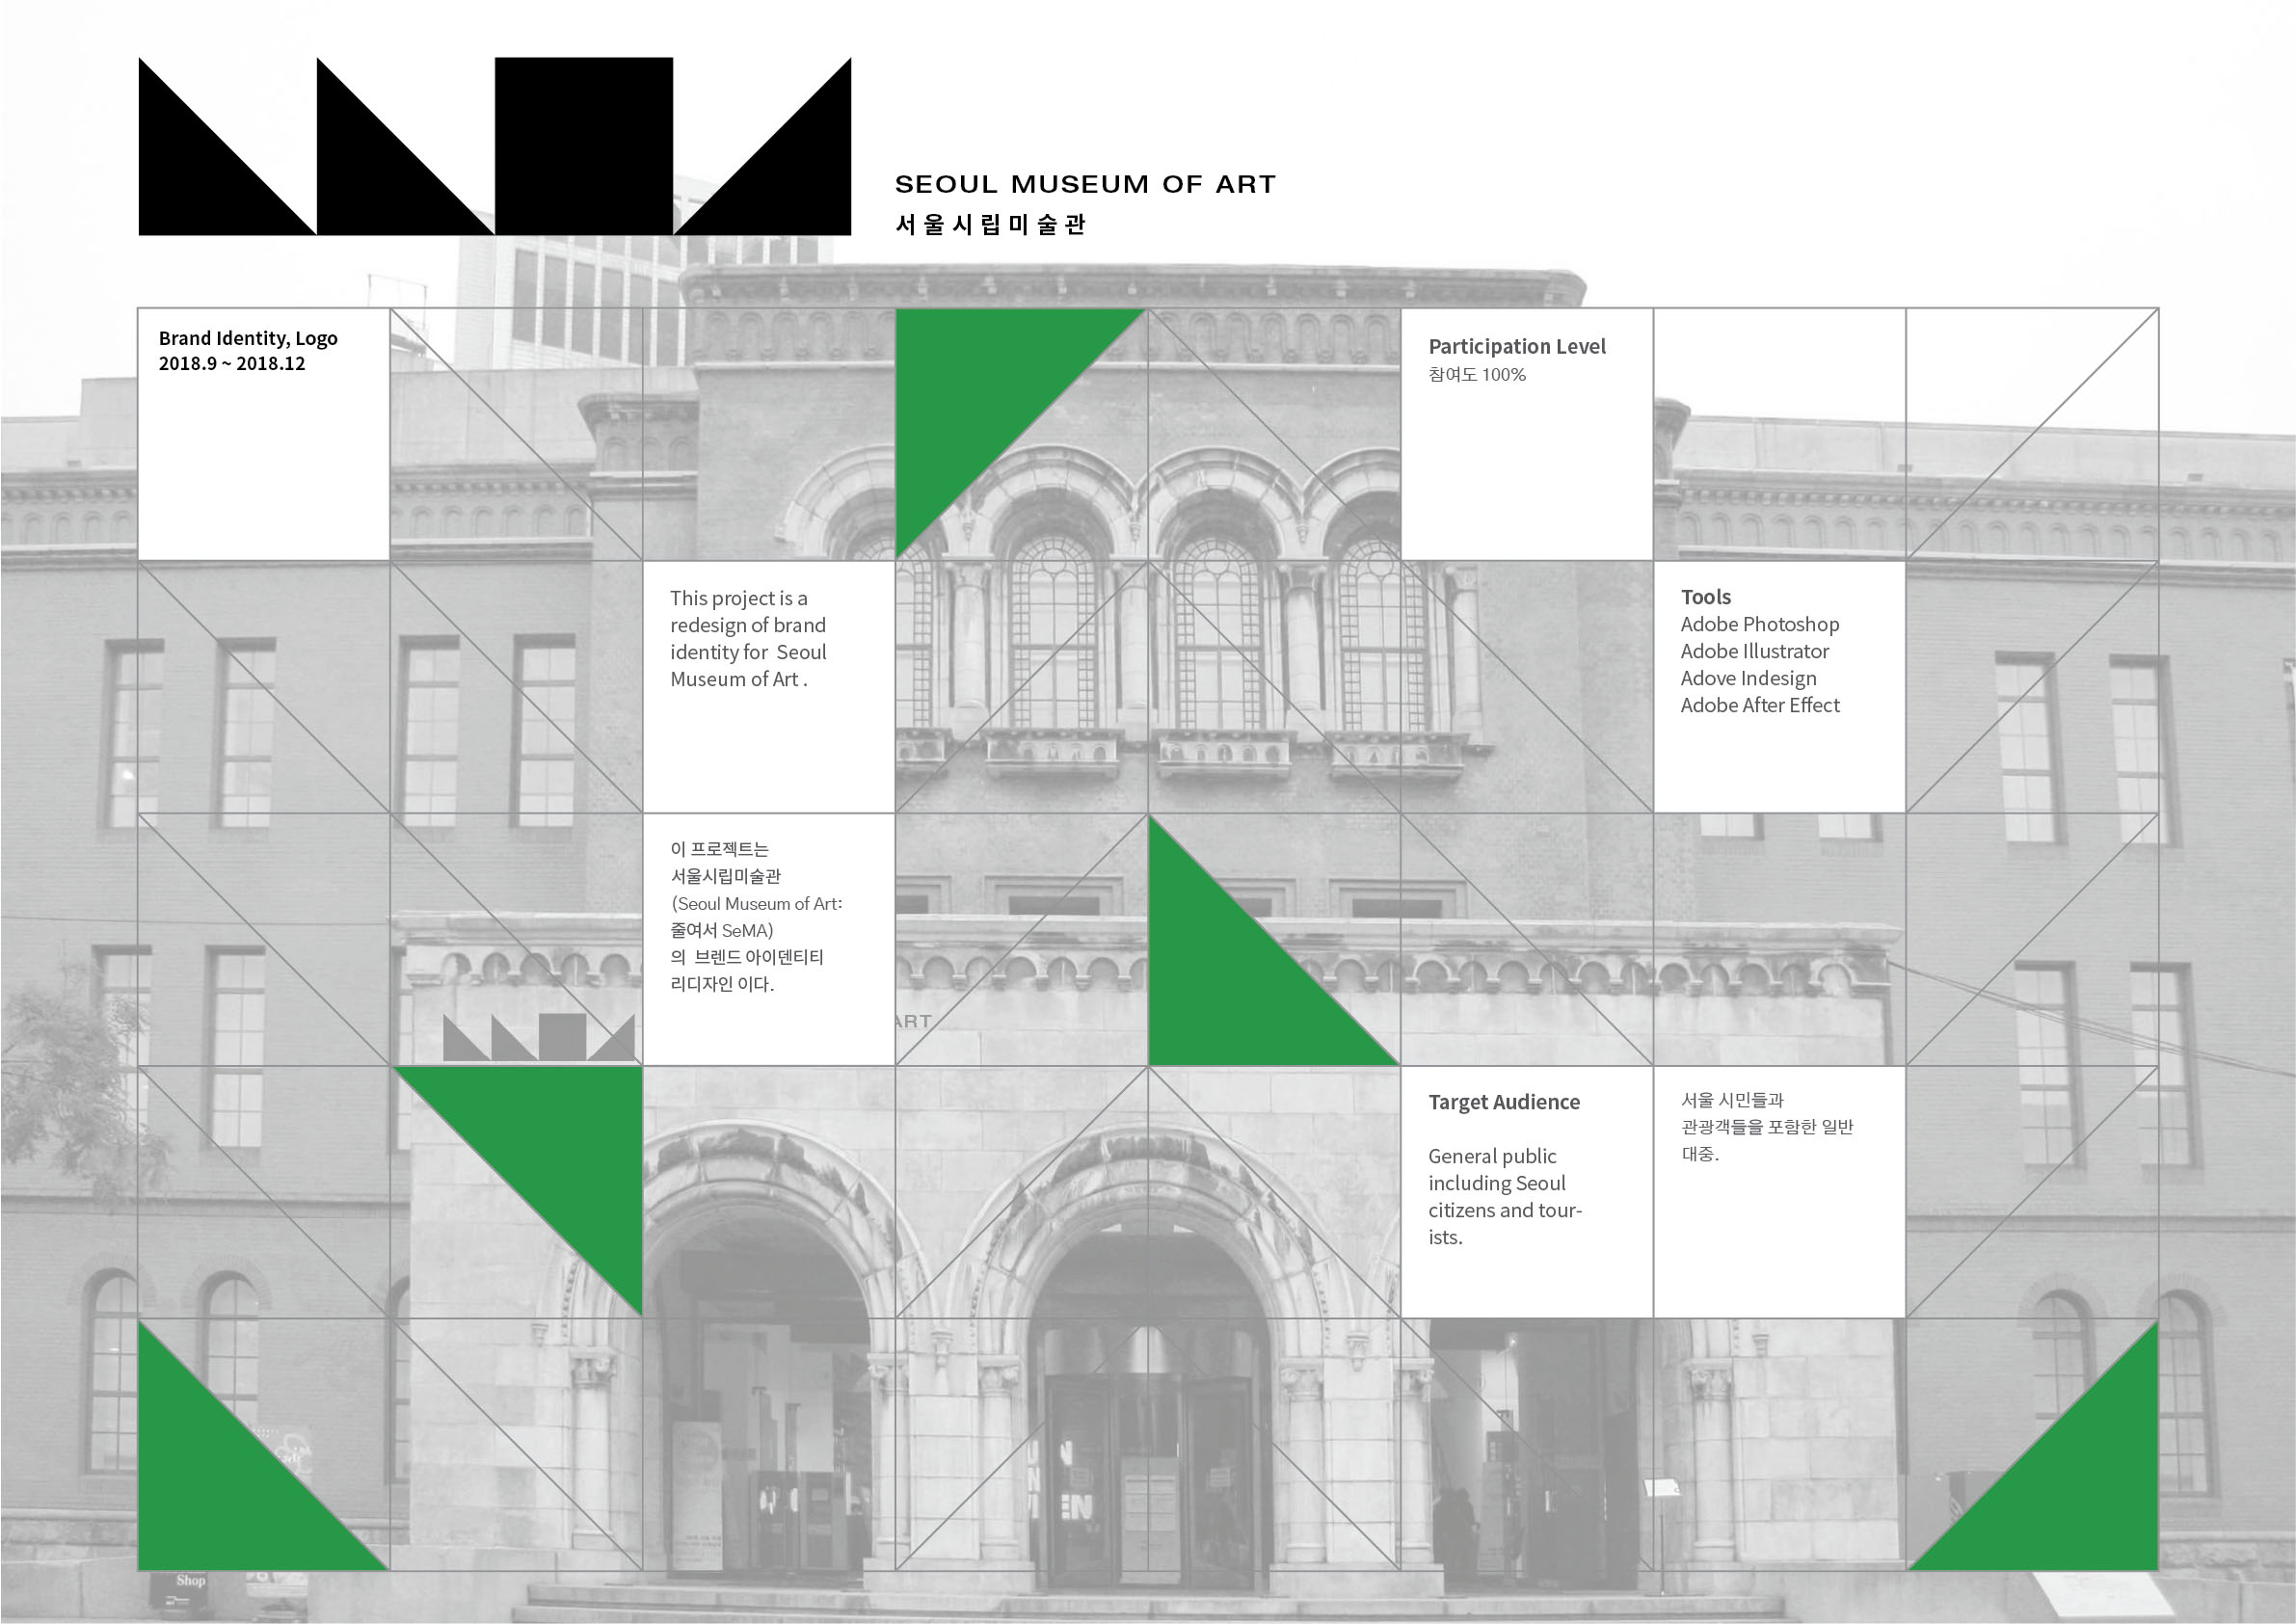 SEOUL MUSEUM OF ART
서울시립미술관
Brand Identity, Logo
2018.9 ~ 2018.12
Participation Level
참여도 100%
This project is a
redesign of brand
identity for  Seoul
Museum of Art .
Tools
Adobe Photoshop
Adobe Illustrator
Adove Indesign
Adobe After Effect
이 프로젝트는
서울시립미술관
(Seoul Museum of Art:
줄여서 SeMA)
의  브렌드 아이덴티티
리디자인 이다.
ART
Target Audience
General public
including Seoul
citizens and tour-
ists.
서울 시민들과
관광객들을 포함한 일반
대중.
Shop